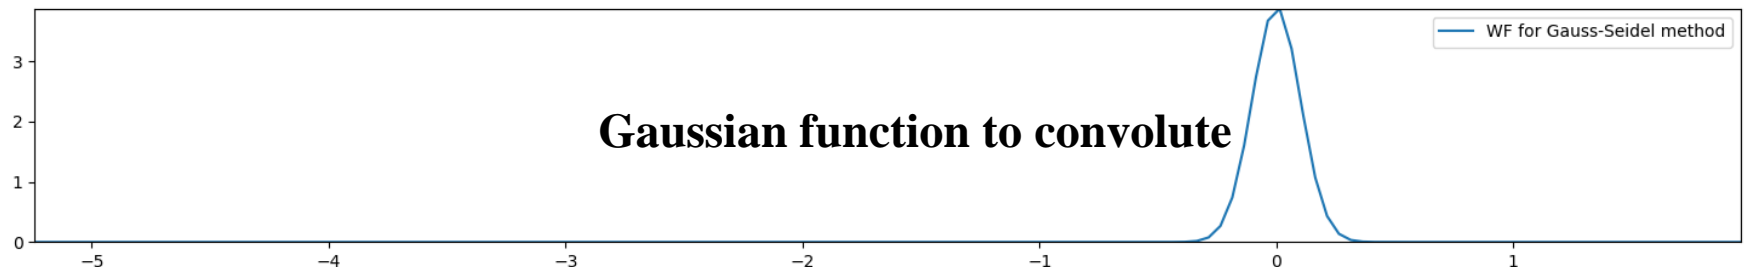 WF for Gauss-Seidel method
3
2
Gaussian function to convolute
1
0
−5 −4 −3 −2 −1 0 1